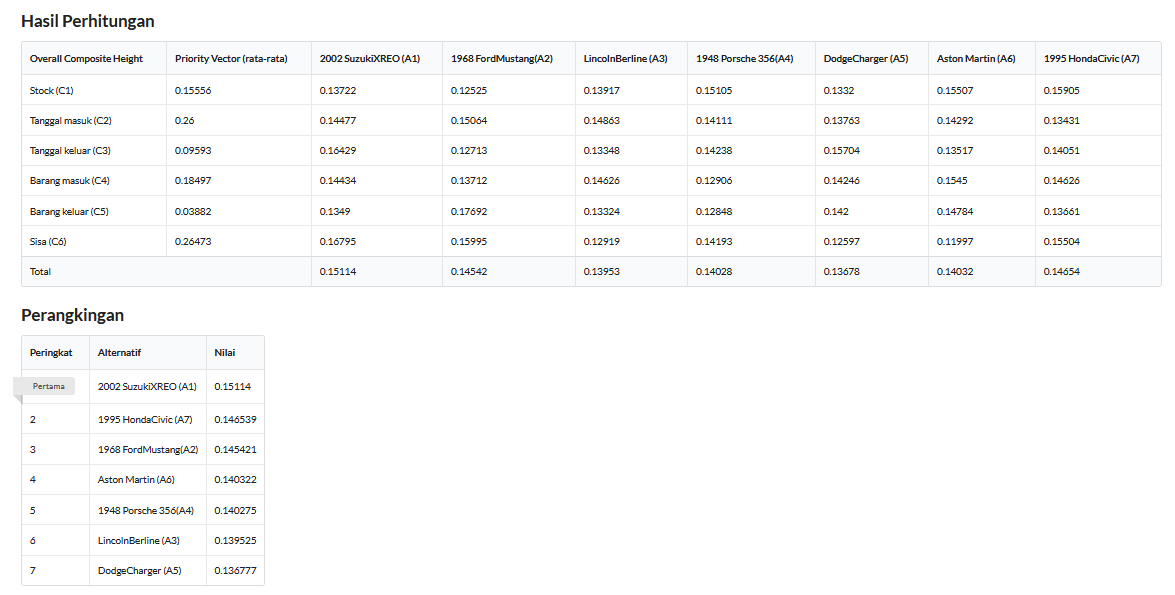 Hasil Perhitungan
Overall Composite Height Priority Vector (rata-rata) 2002 SuzukiXREO (A1) 1968 FordMustang(A2) LincolnBerline (A3) 1948 Porsche 356(A4) DodgeCharger (A5) Aston Martin (A6) 1995 HondaCivic (A7)
Stock (C1) 0.15556 0.13722 0.12525 0.13917 0.15105 0.1332 0.15507 0.15905
Tanggal masuk (C2) 0.26 0.14477 0.15064 0.14863 0.14111 0.13763 0.14292 0.13431
Tanggal keluar (C3) 0.09593 0.16429 0.12713 0.13348 0.14238 0.15704 0.13517 0.14051
Barang masuk (C4) 0.18497 0.14434 0.13712 0.14626 0.12906 0.14246 0.1545 0.14626
Barang keluar (C5) 0.03882 0.1349 0.17692 0.13324 0.12848 0.142 0.14784 0.13661
Sisa (C6) 0.26473 0.16795 0.15995 0.12919 0.14193 0.12597 0.11997 0.15504
Total 0.15114 0.14542 0.13953 0.14028 0.13678 0.14032 0.14654
Perangkingan
Peringkat Alternatif Nilai
Pertama 2002 SuzukiXREO (A1) 0.15114
2 1995 HondaCivic (A7) 0.146539
3 1968 FordMustang(A2) 0.145421
4 Aston Martin (A6) 0.140322
5 1948 Porsche 356(A4) 0.140275
6 LincolnBerline (A3) 0.139525
7 DodgeCharger (A5) 0.136777